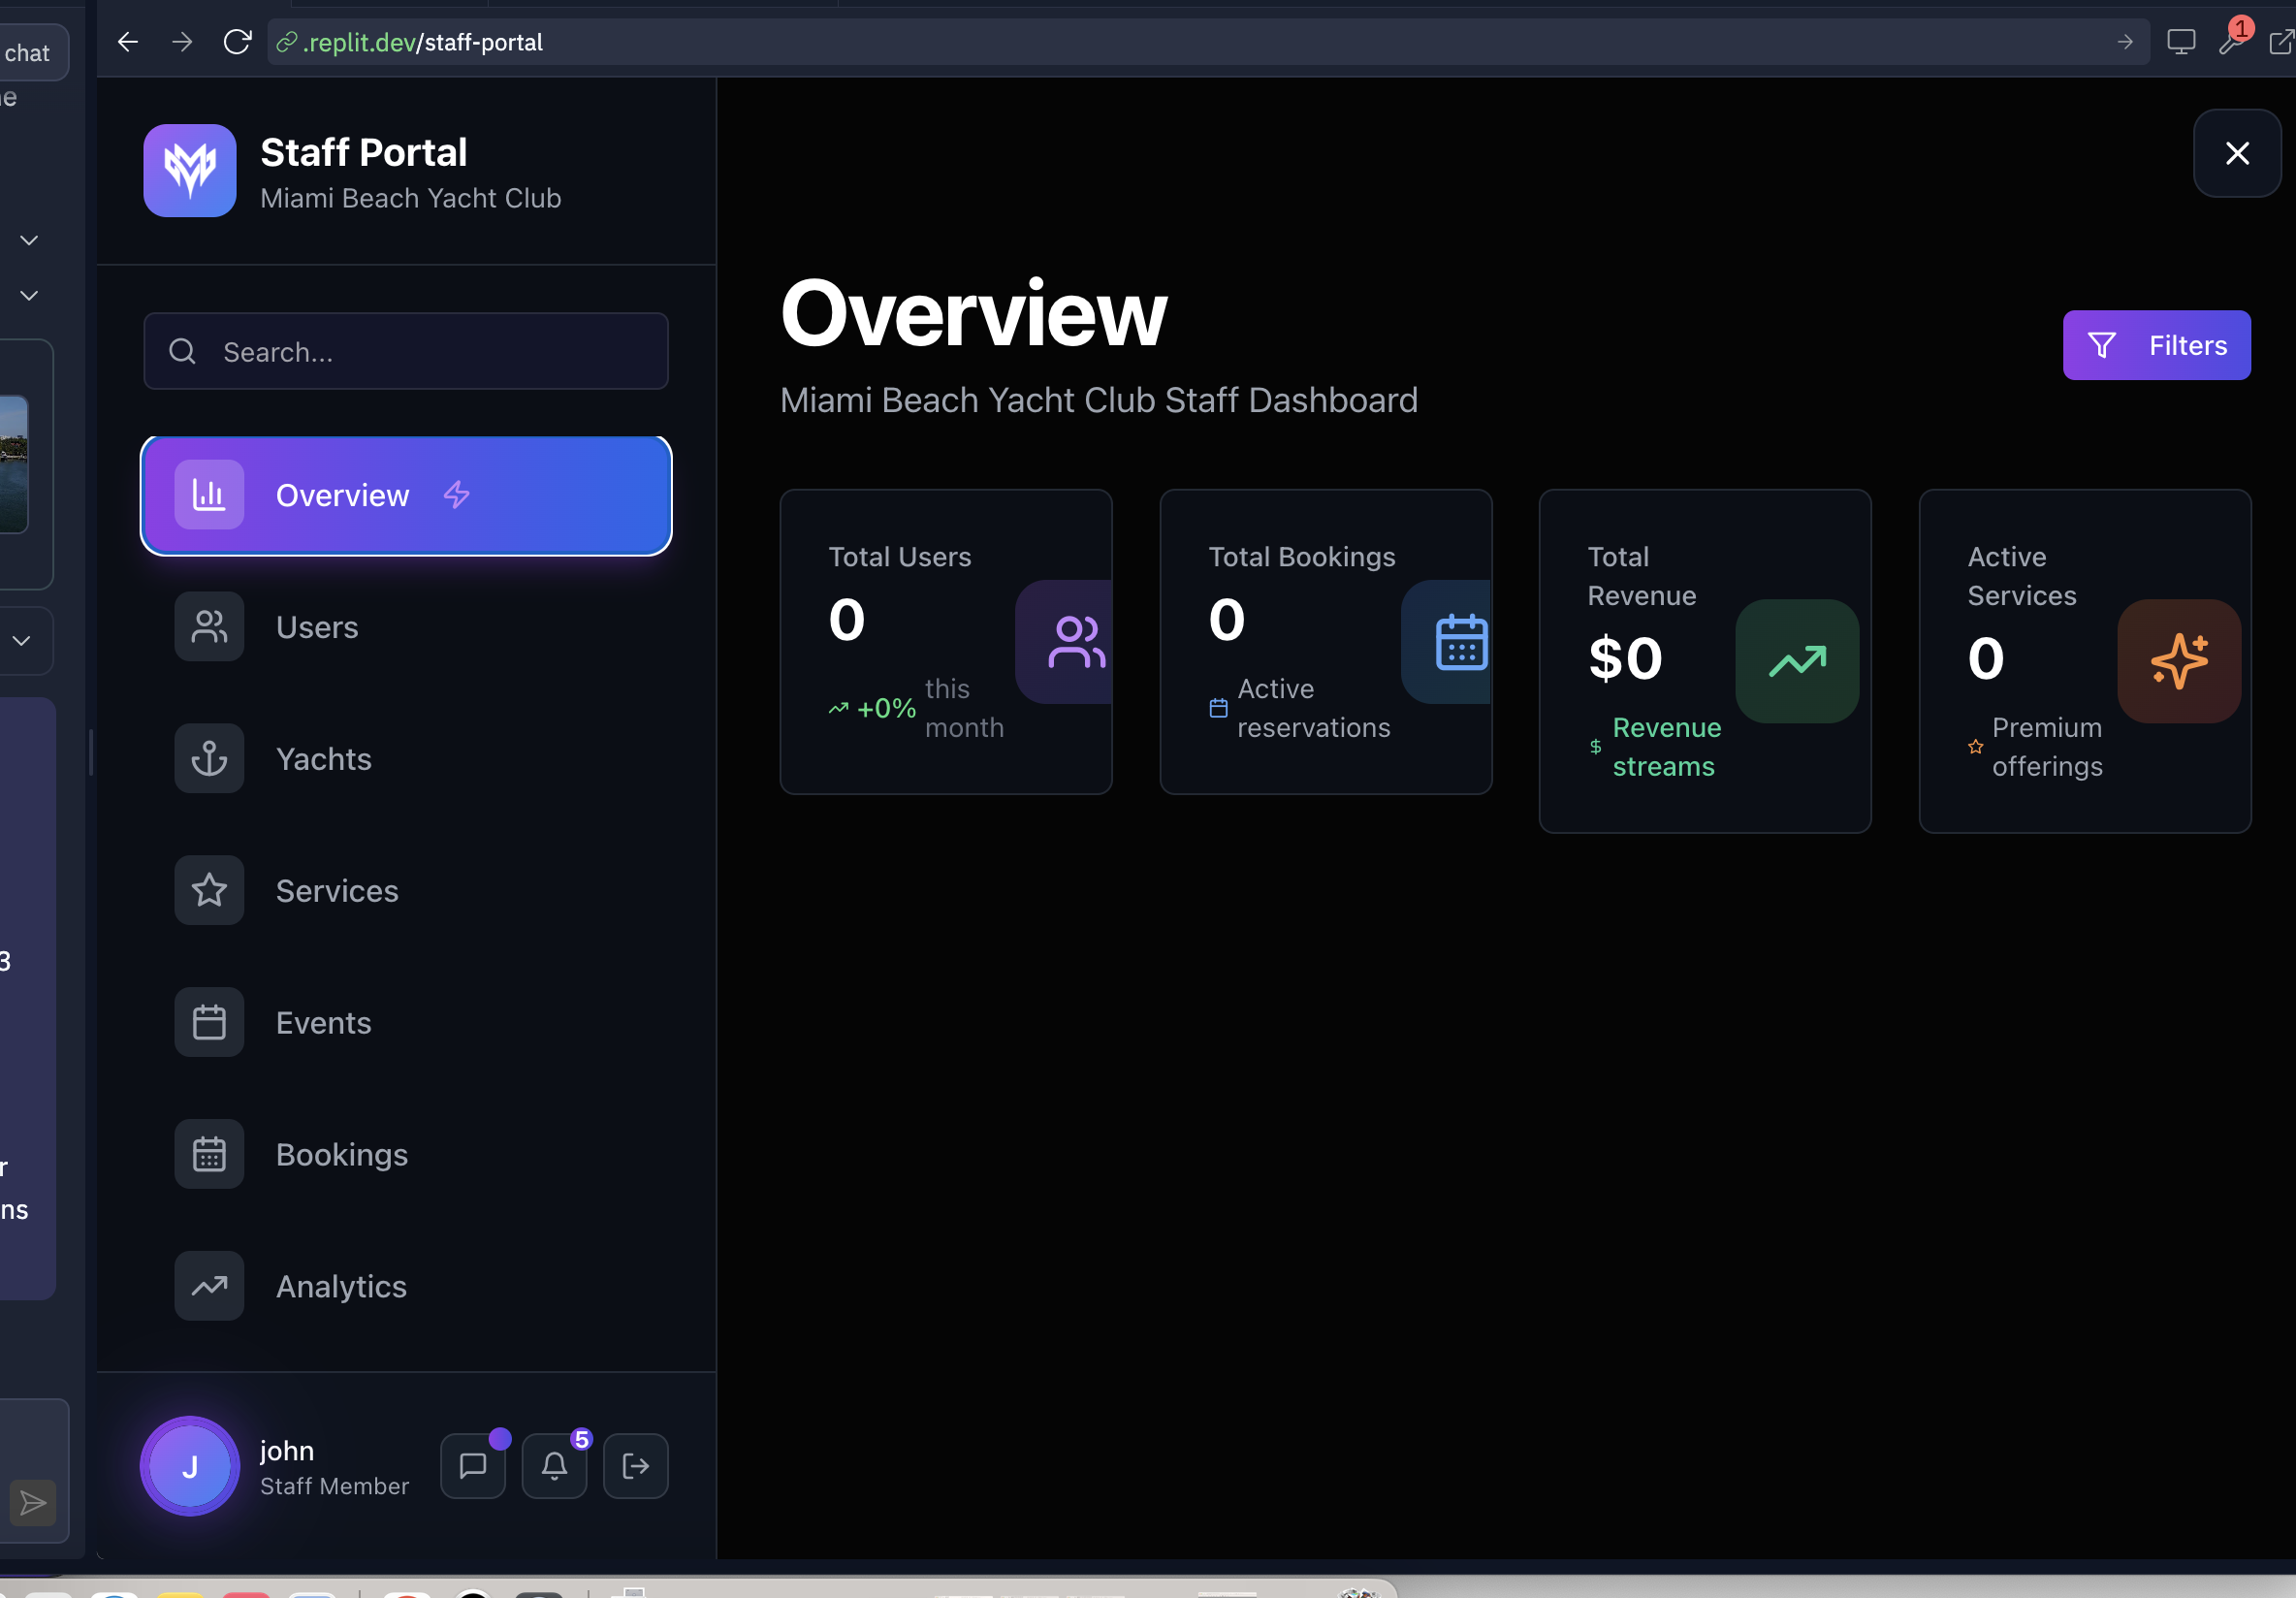 chat
.replit.dev/staff-portal
1
Staff Portal
Miami Beach Yacht Club
Search...
Overview
Users
Yachts
Services
Events
Bookings
Analytics
J
john
Staff Member
5
Overview
Miami Beach Yacht Club Staff Dashboard
Filters
Total Users
0
+0%
this
month
Total Bookings
0
Active
reservations
Total
Revenue
$0
Revenue
streams
Active
Services
0
Premium
offerings